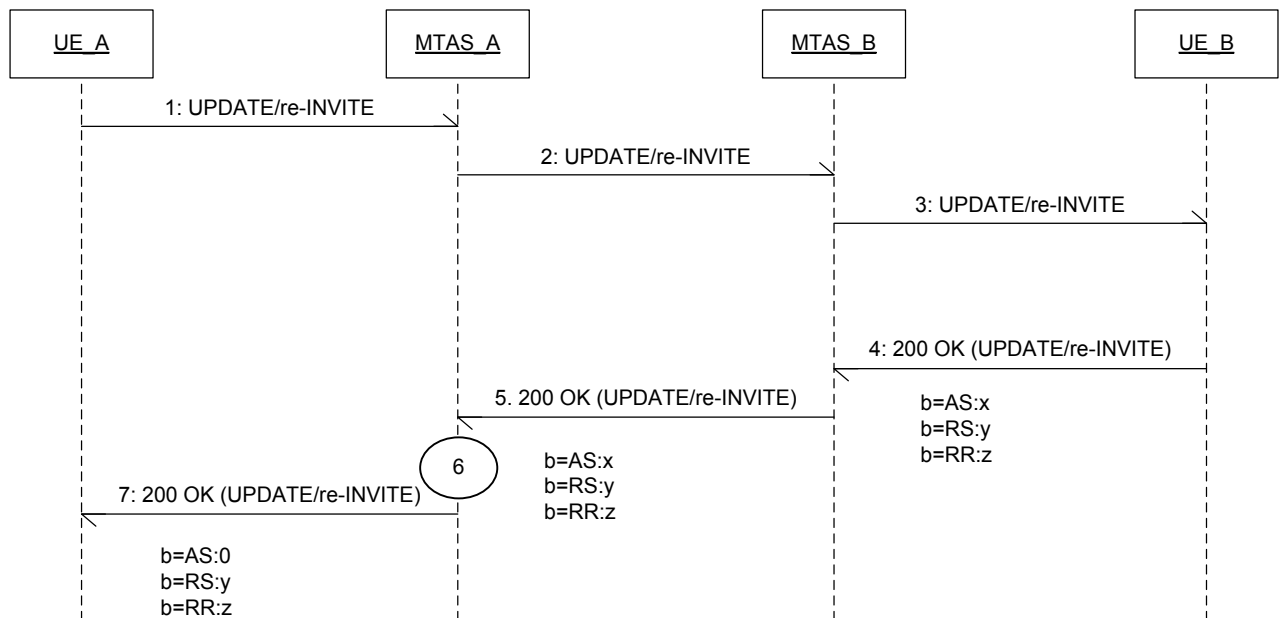 UE_A
MTAS_A
MTAS_B
UE_B
1: UPDATE/re-INVITE
2: UPDATE/re-INVITE
3: UPDATE/re-INVITE
4: 200 OK (UPDATE/re-INVITE)
b=AS:x
b=RS:y
b=RR:z
5. 200 OK (UPDATE/re-INVITE)
b=AS:x
b=RS:y
b=RR:z
6
7: 200 OK (UPDATE/re-INVITE)
b=AS:0
b=RS:y
b=RR:z